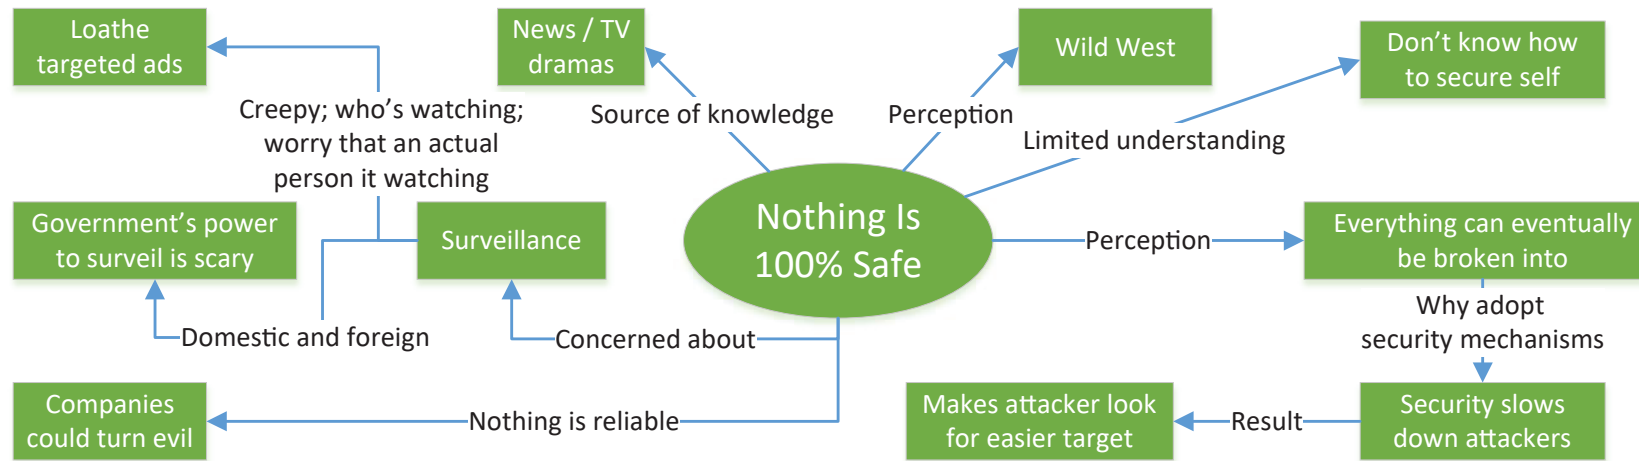 Loathe
targeted ads
News / TV
dramas
Wild West
Don’t know how
to secure self
Creepy; who’s watching;
worry that an actual
person it watching
Source of knowledge
Perception
Limited understanding
Government’s power
to surveil is scary
Surveillance
Nothing Is
100% Safe
Perception
Everything can eventually
be broken into
Domestic and foreign
Concerned about
Why adopt
security mechanisms
Companies
could turn evil
Nothing is reliable
Makes attacker look
for easier target
Result
Security slows
down attackers